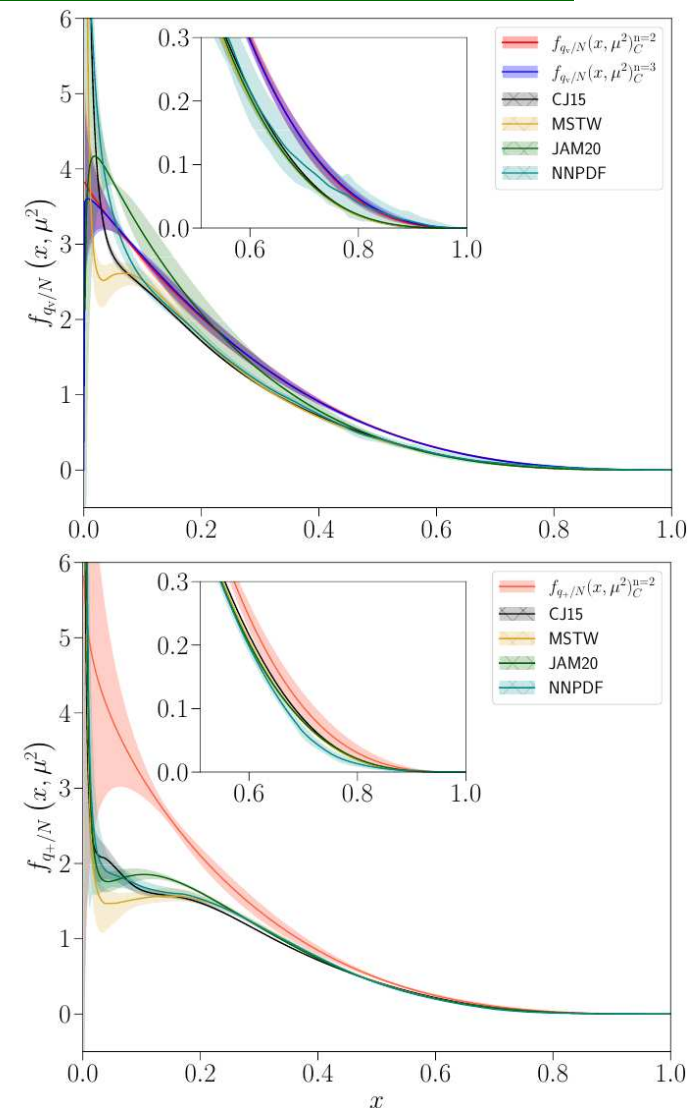 6
5
4
3
2
1
0
f_{q_v/N} (x, μ²)
0.3
0.2
0.1
0.0
0.6 0.8 1.0
f_{q_v/N}(x, μ²)_C^{n=2}
f_{q_v/N}(x, μ²)_C^{n=3}
CJ15
MSTW
JAM20
NNPDF
0.0 0.2 0.4 0.6 0.8 1.0
6
5
4
3
2
1
0
f_{q_+/N} (x, μ²)
0.3
0.2
0.1
0.0
0.6 0.8 1.0
f_{q_+/N}(x, μ²)_C^{n=2}
CJ15
MSTW
JAM20
NNPDF
0.0 0.2 0.4 0.6 0.8 1.0
x